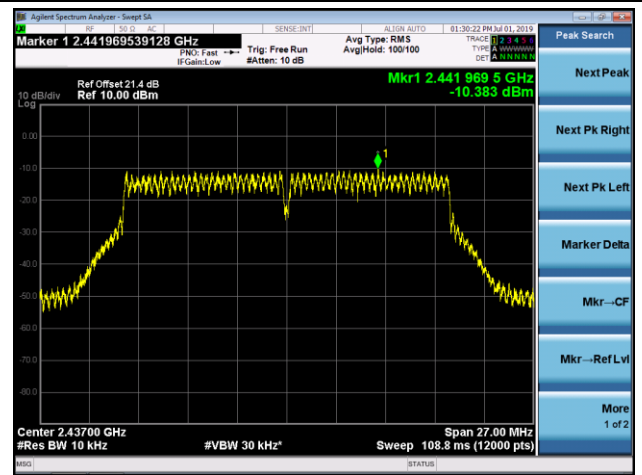 Agilent Spectrum Analyzer - Swept SA
RF 50 Ω AC SENSE:INT ALIGN AUTO 01:30:22 PM Jul 01, 2019
Marker 1 2.441969539128 GHz
PNO: Fast
IFGain:Low
Trig: Free Run
#Atten: 10 dB
Avg Type: RMS
Avg|Hold: 100/100
TRACE 1 2 3 4 5 6
TYPE A WWWWW
DET A N N N N N
Peak Search
Mkr1 2.441 969 5 GHz
-10.383 dBm
Ref Offset 21.4 dB
10 dB/div Ref 10.00 dBm
Log
1
0.00
-10.0
-20.0
-30.0
-40.0
-50.0
-60.0
-70.0
-80.0
Center 2.43700 GHz Span 27.00 MHz
#Res BW 10 kHz #VBW 30 kHz* Sweep 108.8 ms (12000 pts)
MSG STATUS
Next Peak
Next Pk Right
Next Pk Left
Marker Delta
Mkr→CF
Mkr→Ref Lvl
More
1 of 2